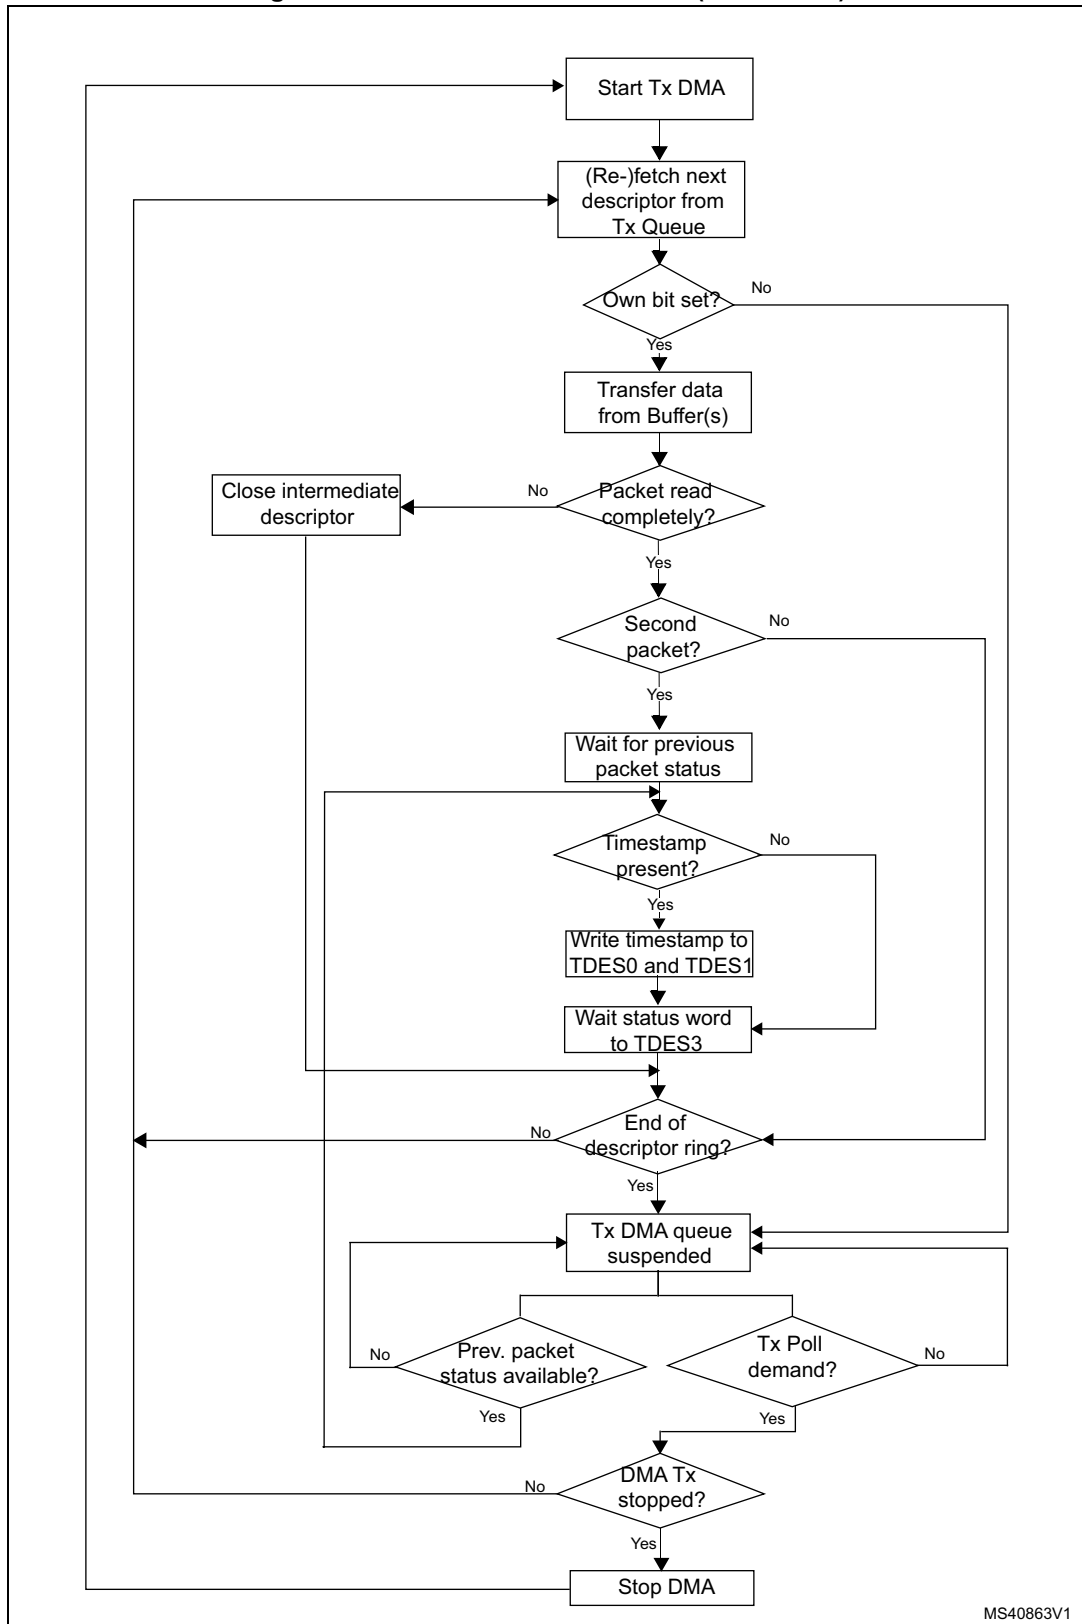 Start Tx DMA
(Re-)fetch next
descriptor from
Tx Queue
Own bit set?
No
Yes
Transfer data
from Buffer(s)
Packet read
completely?
No
Close intermediate
descriptor
Yes
Second
packet?
No
Yes
Wait for previous
packet status
Timestamp
present?
No
Yes
Write timestamp to
TDES0 and TDES1
Wait status word
to TDES3
End of
descriptor ring?
No
Yes
Tx DMA queue
suspended
Prev. packet
status available?
No
Yes
Tx Poll
demand?
No
Yes
DMA Tx
stopped?
No
Yes
Stop DMA
MS40863V1